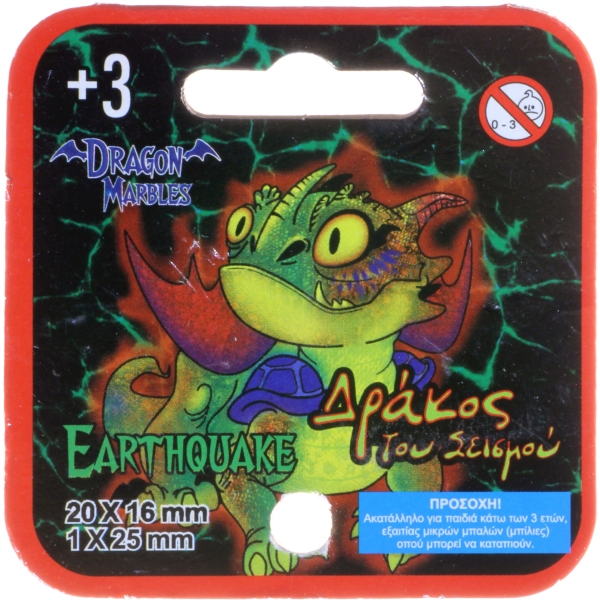 +3
0 - 3
DRAGON
MARBLES
Δράκος
του Σεισμού
EARTHQUAKE
20 X 16 mm
1 X 25 mm
ΠΡΟΣΟΧΗ!
Ακατάλληλο για παιδιά κάτω των 3 ετών,
εξαιτίας μικρών μπαλών (μπίλιες)
οπού μπορεί να καταπιούν.